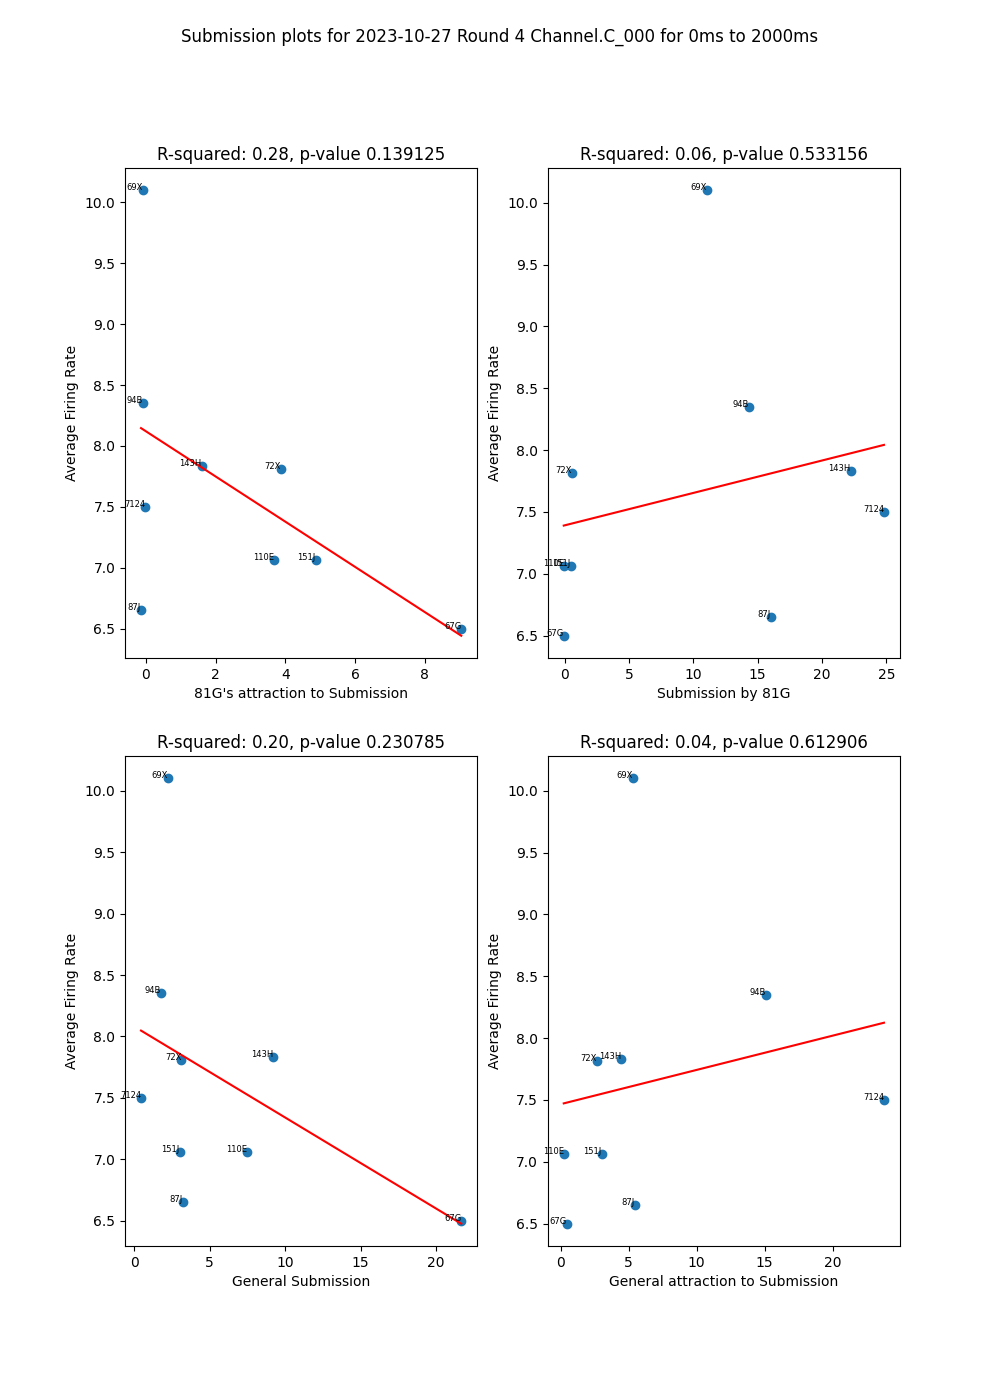 Submission plots for 2023-10-27 Round 4 Channel.C_000 for 0ms to 2000ms
R-squared: 0.28, p-value 0.139125
Average Firing Rate
10.0
9.5
9.0
8.5
8.0
7.5
7.0
6.5
69X
94B
143H
72X
7124
110E
151J
87J
67G
0 2 4 6 8
81G's attraction to Submission
R-squared: 0.06, p-value 0.533156
Average Firing Rate
10.0
9.5
9.0
8.5
8.0
7.5
7.0
6.5
69X
94B
72X
143H
7124
110E
151J
87J
67G
0 5 10 15 20 25
Submission by 81G
R-squared: 0.20, p-value 0.230785
Average Firing Rate
10.0
9.5
9.0
8.5
8.0
7.5
7.0
6.5
69X
94B
72X
143H
7124
151J
110E
87J
67G
0 5 10 15 20
General Submission
R-squared: 0.04, p-value 0.612906
Average Firing Rate
10.0
9.5
9.0
8.5
8.0
7.5
7.0
6.5
69X
94B
72X
143H
7124
110E
151J
87J
67G
0 5 10 15 20
General attraction to Submission